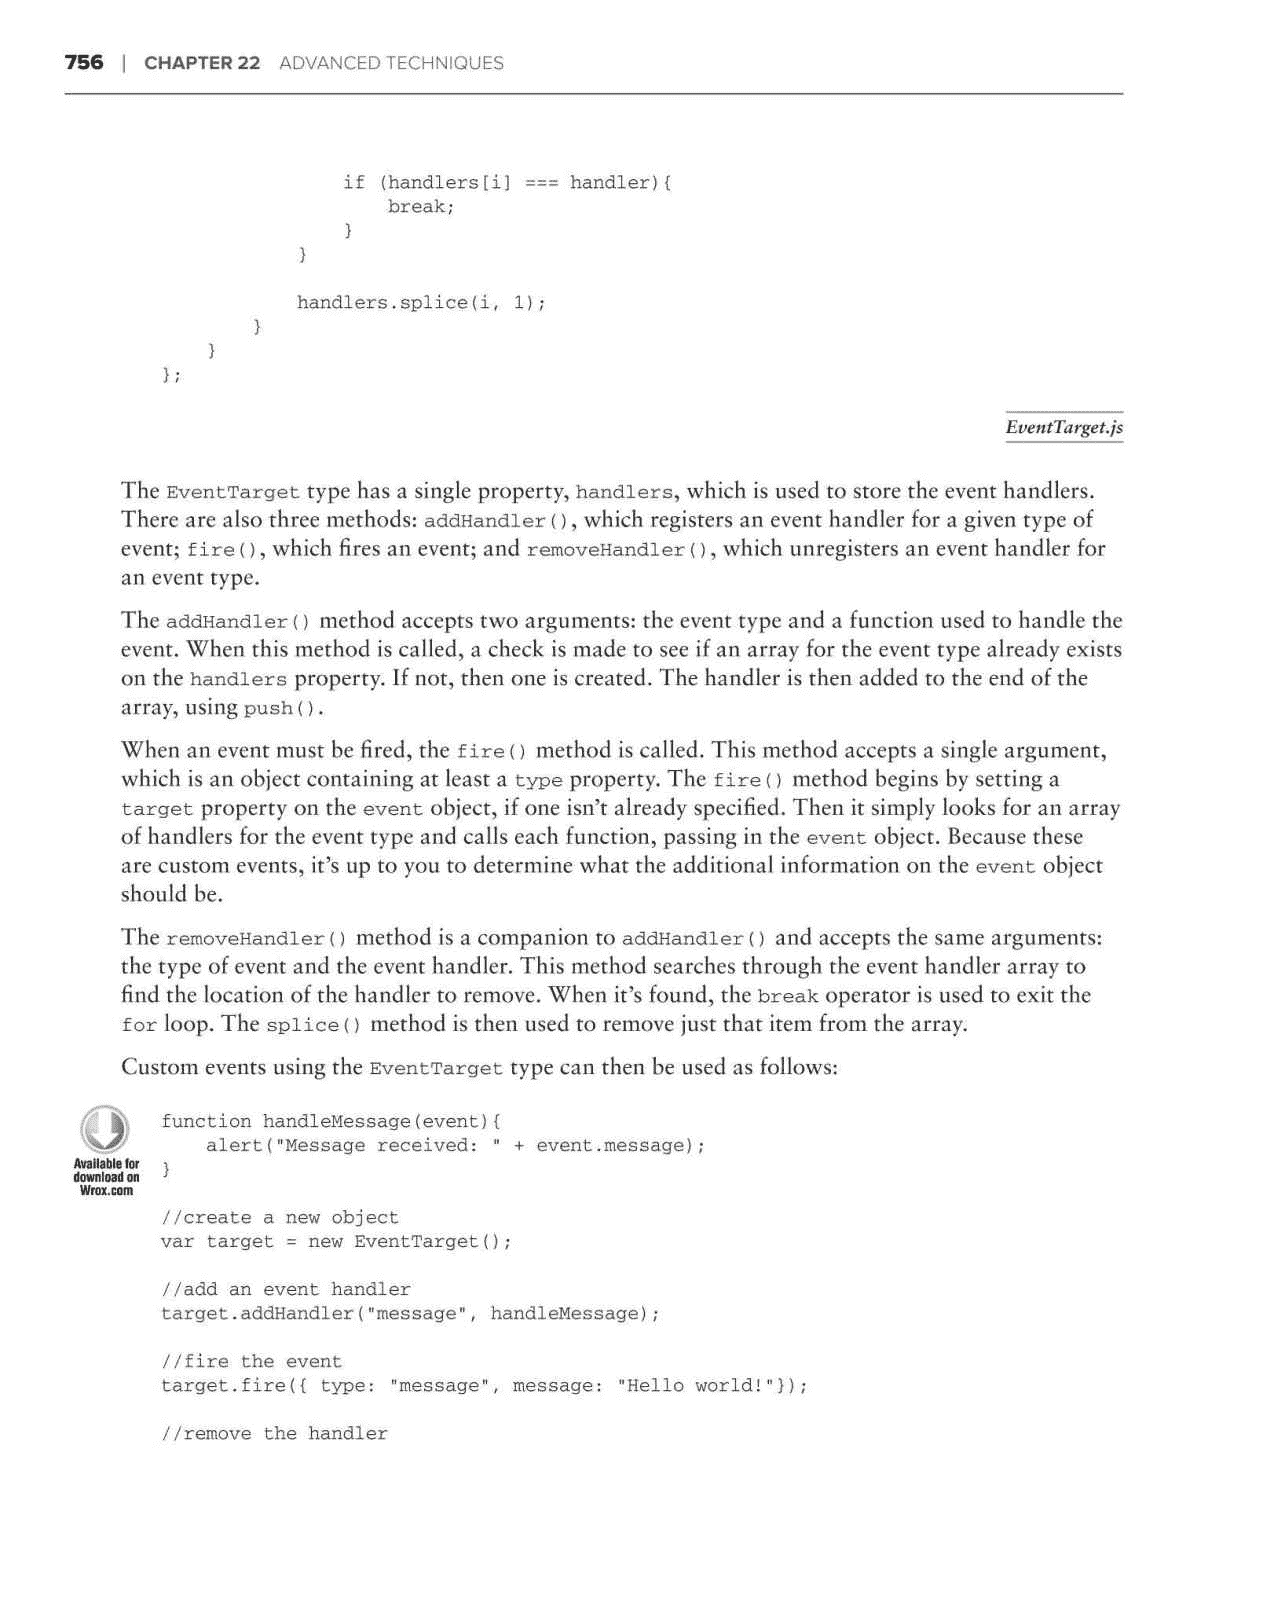 756 | CHAPTER 22 ADVANCED TECHNIQUES
if (handlers[i] === handler){
break;
}
}
handlers.splice(i, 1);
}
}
};
EventTarget.js
The EventTarget type has a single property, handlers, which is used to store the event handlers.
There are also three methods: addHandler(), which registers an event handler for a given type of
event; fire(), which fires an event; and removeHandler(), which unregisters an event handler for
an event type.
The addHandler() method accepts two arguments: the event type and a function used to handle the
event. When this method is called, a check is made to see if an array for the event type already exists
on the handlers property. If not, then one is created. The handler is then added to the end of the
array, using push().
When an event must be fired, the fire() method is called. This method accepts a single argument,
which is an object containing at least a type property. The fire() method begins by setting a
target property on the event object, if one isn't already specified. Then it simply looks for an array
of handlers for the event type and calls each function, passing in the event object. Because these
are custom events, it's up to you to determine what the additional information on the event object
should be.
The removeHandler() method is a companion to addHandler() and accepts the same arguments:
the type of event and the event handler. This method searches through the event handler array to
find the location of the handler to remove. When it's found, the break operator is used to exit the
for loop. The splice() method is then used to remove just that item from the array.
Custom events using the EventTarget type can then be used as follows:
function handleMessage(event){
alert("Message received: " + event.message);
}
Available for
download on
Wrox.com
//create a new object
var target = new EventTarget();
//add an event handler
target.addHandler("message", handleMessage);
//fire the event
target.fire({ type: "message", message: "Hello world!"});
//remove the handler